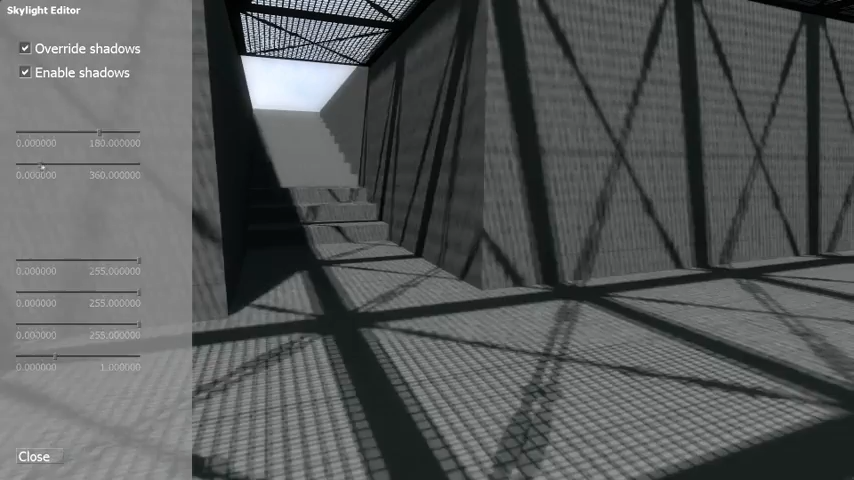 Skylight Editor
Override shadows
Enable shadows
0.000000 180.000000
0.000000 360.000000
0.000000 255.000000
0.000000 255.000000
0.000000 255.000000
0.000000 1.000000
Close